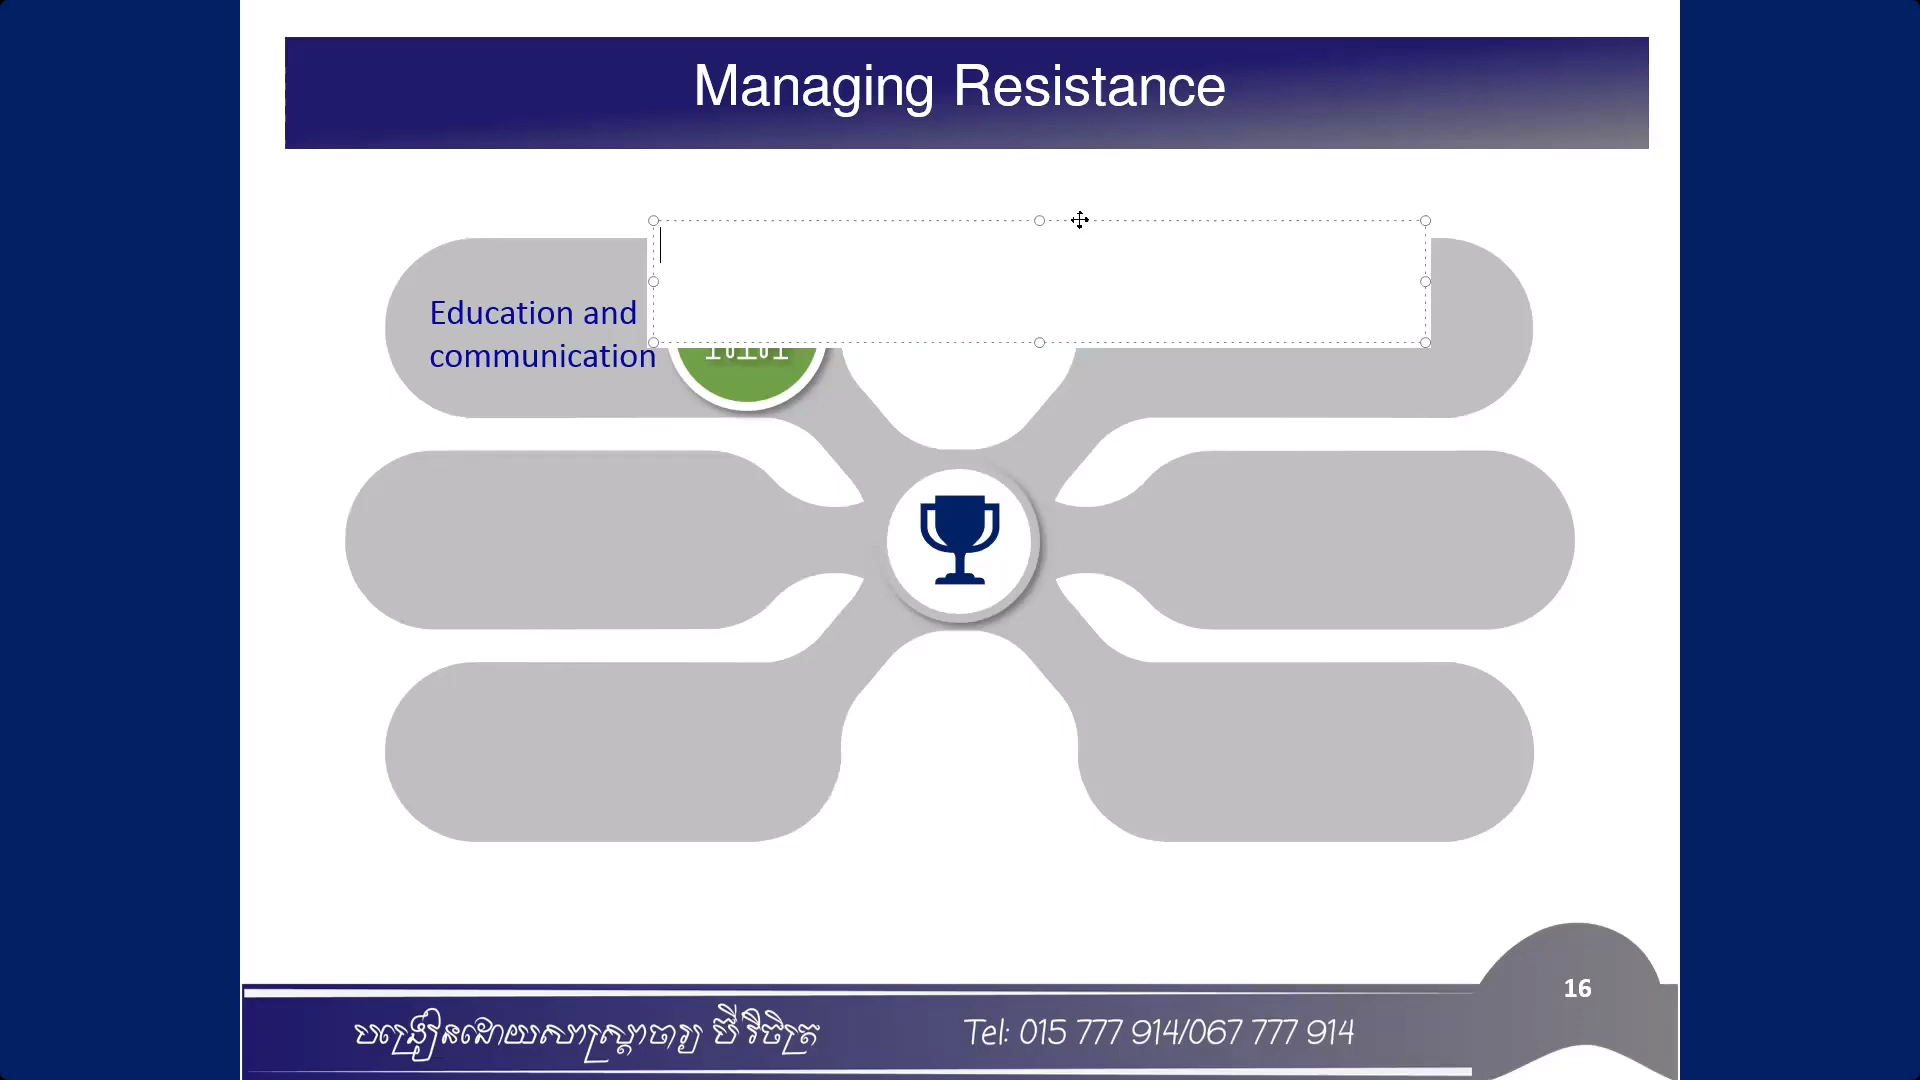 Managing Resistance
Education and
communication
16
បង្រៀនដោយសាស្ត្រាចារ្យ ប៊ី វិចិត្រ
Tel: 015 777 914/067 777 914